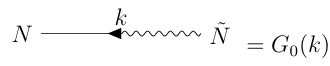 k
N Ñ = G₀(k)